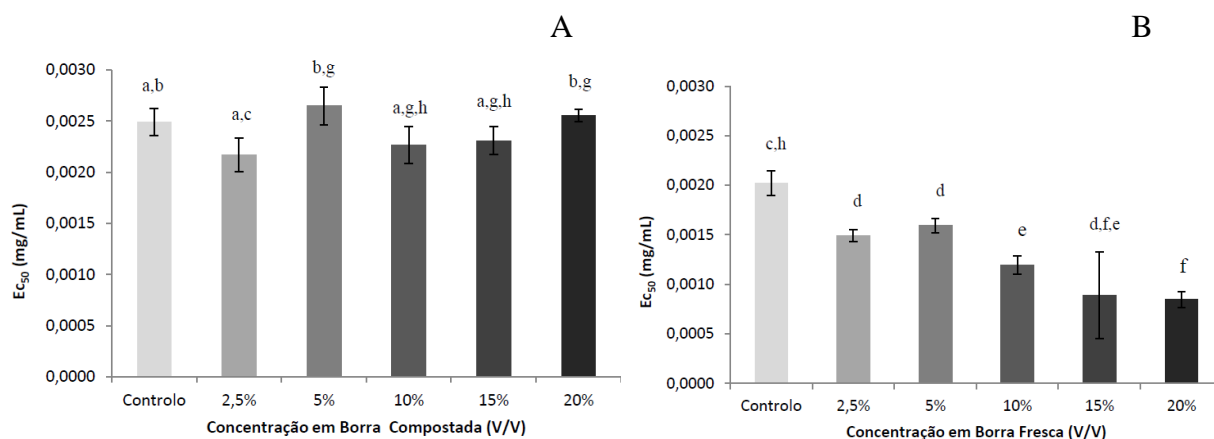 A
0,0030
0,0025
0,0020
0,0015
0,0010
0,0005
0,0000
Ec50 (mg/mL)
a,b
a,c
b,g
a,g,h
a,g,h
b,g
Controlo 2,5% 5% 10% 15% 20%
Concentração em Borra Compostada (V/V)
B
0,0030
0,0025
0,0020
0,0015
0,0010
0,0005
0,0000
Ec50 (mg/mL)
c,h
d
d
e
d,f,e
f
Controlo 2,5% 5% 10% 15% 20%
Concentração em Borra Fresca (V/V)